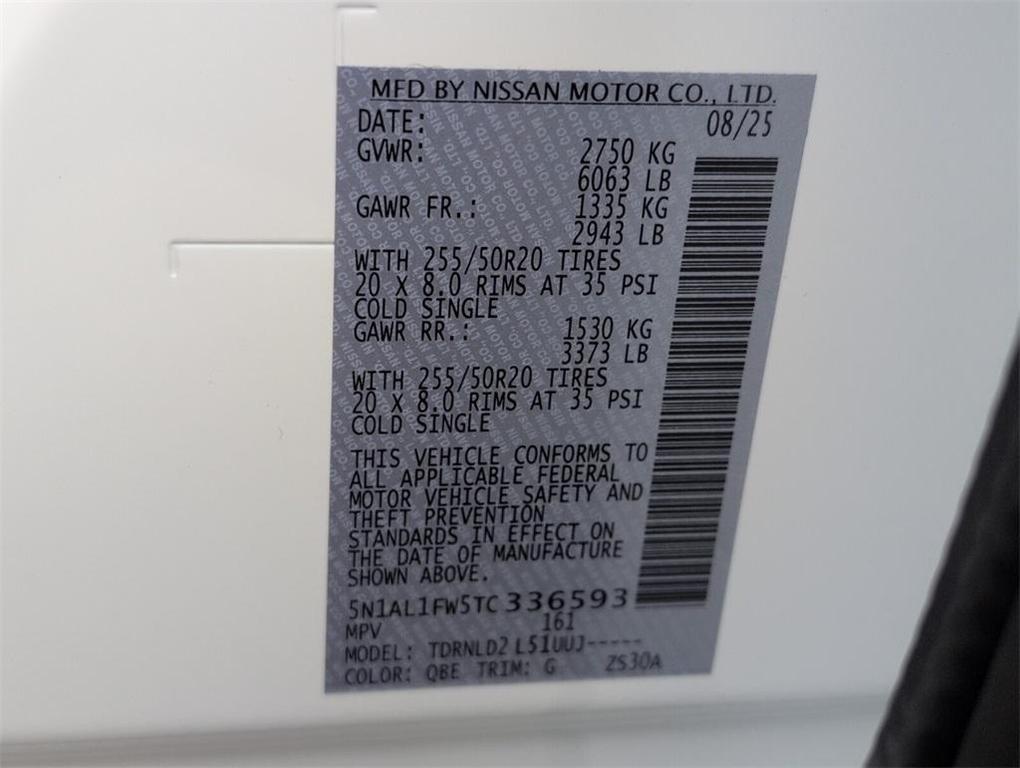 MFD BY NISSAN MOTOR CO., LTD.
DATE: 08/25
GVWR: 2750 KG
6063 LB
GAWR FR.: 1335 KG
2943 LB
WITH 255/50R20 TIRES
20 X 8.0 RIMS AT 35 PSI
COLD SINGLE
GAWR RR.: 1530 KG
3373 LB
WITH 255/50R20 TIRES
20 X 8.0 RIMS AT 35 PSI
COLD SINGLE
THIS VEHICLE CONFORMS TO
ALL APPLICABLE FEDERAL
MOTOR VEHICLE SAFETY AND
THEFT PREVENTION
STANDARDS IN EFFECT ON
THE DATE OF MANUFACTURE
SHOWN ABOVE.
5N1AL1FW5TC336593
MPV 161
MODEL: TDRNLD2 L51UUJ-----
COLOR: QBE TRIM: G ZS30A